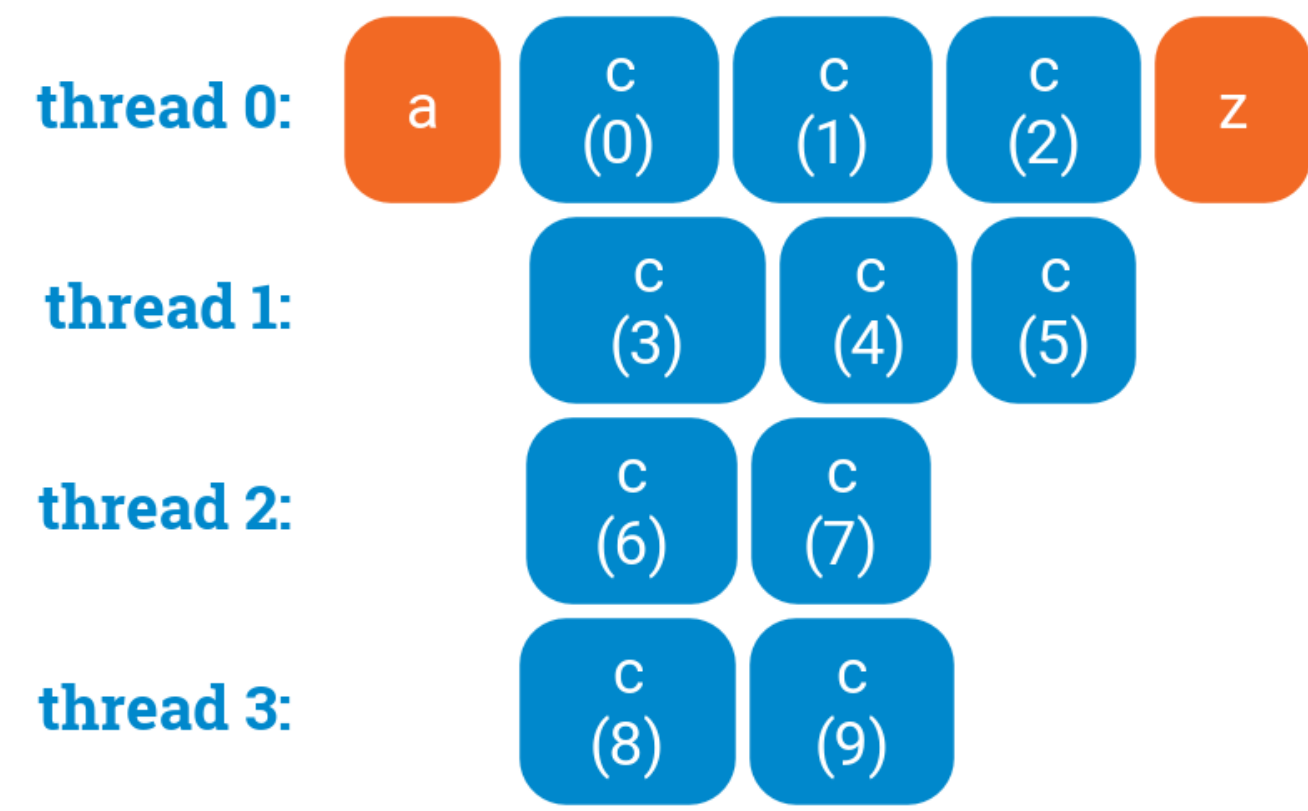 thread 0:
a
c
(0)
c
(1)
c
(2)
z
thread 1:
c
(3)
c
(4)
c
(5)
thread 2:
c
(6)
c
(7)
thread 3:
c
(8)
c
(9)